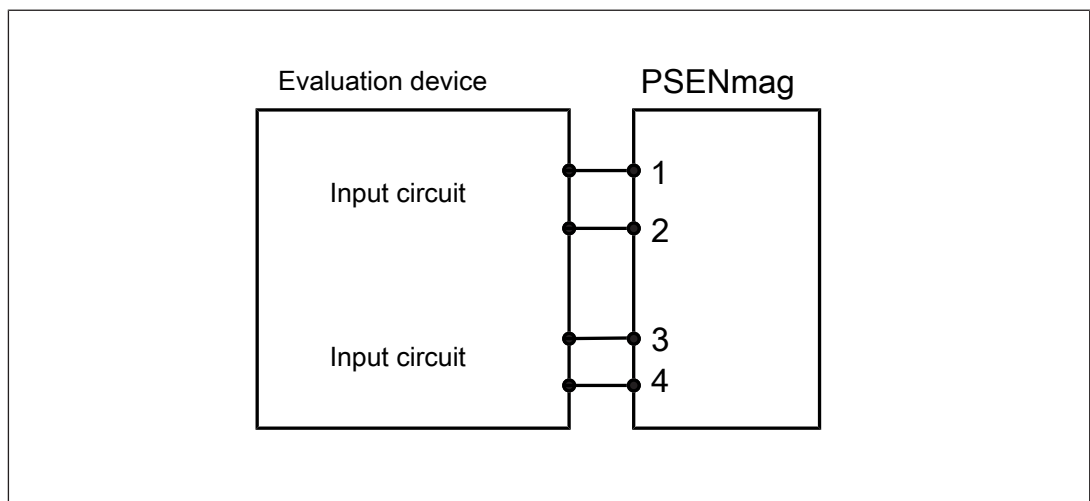 Evaluation device
PSENmag
Input circuit
1
2
Input circuit
3
4